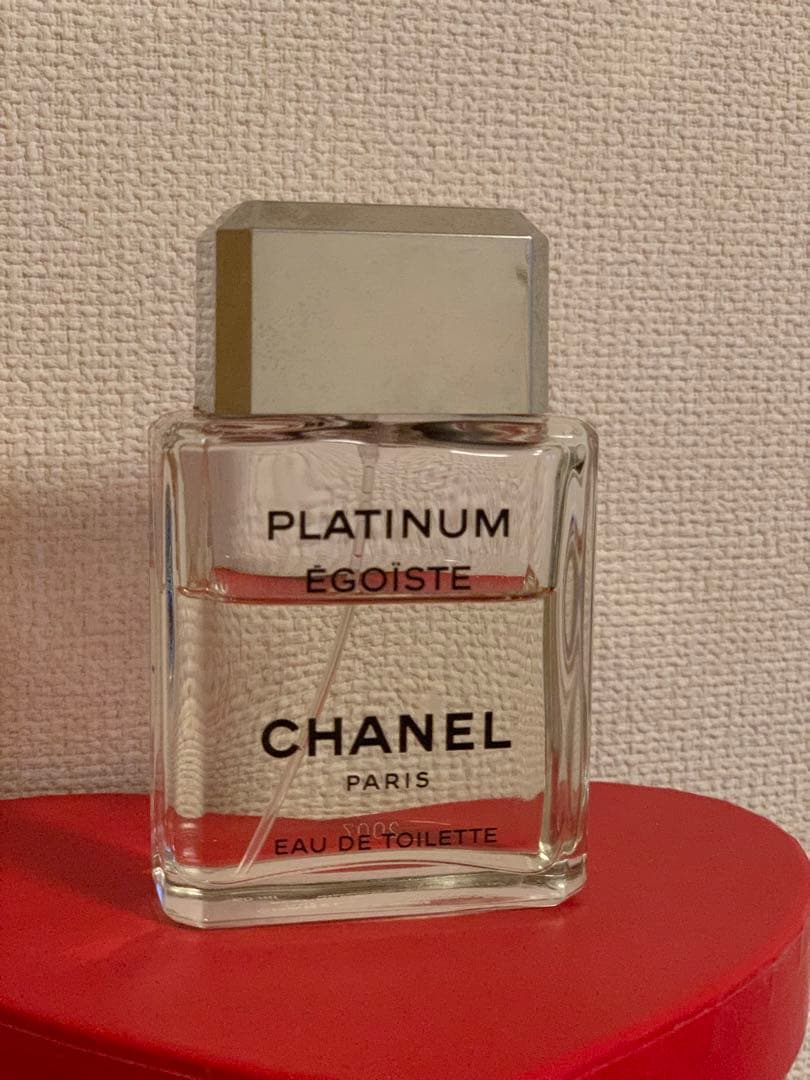 PLATINUM
ÉGOÏSTE
CHANEL
PARIS
EAU DE TOILETTE